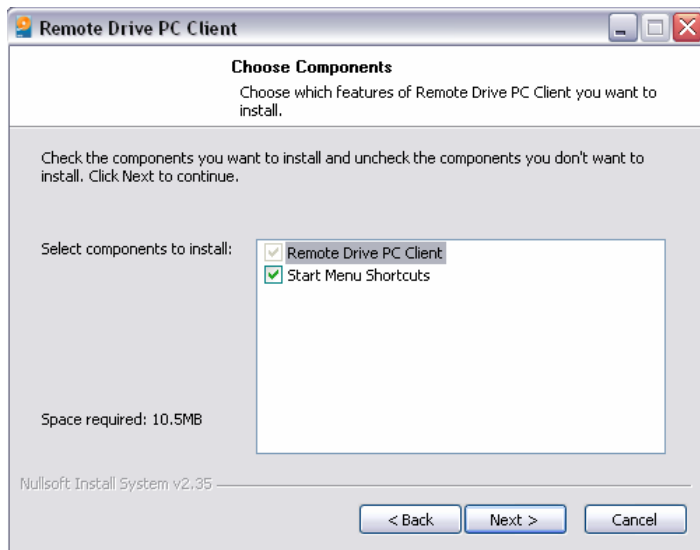 Remote Drive PC Client
Choose Components
Choose which features of Remote Drive PC Client you want to
install.
Check the components you want to install and uncheck the components you don't want to
install. Click Next to continue.
Select components to install:
Remote Drive PC Client
Start Menu Shortcuts
Space required: 10.5MB
Nullsoft Install System v2.35
< Back
Next >
Cancel